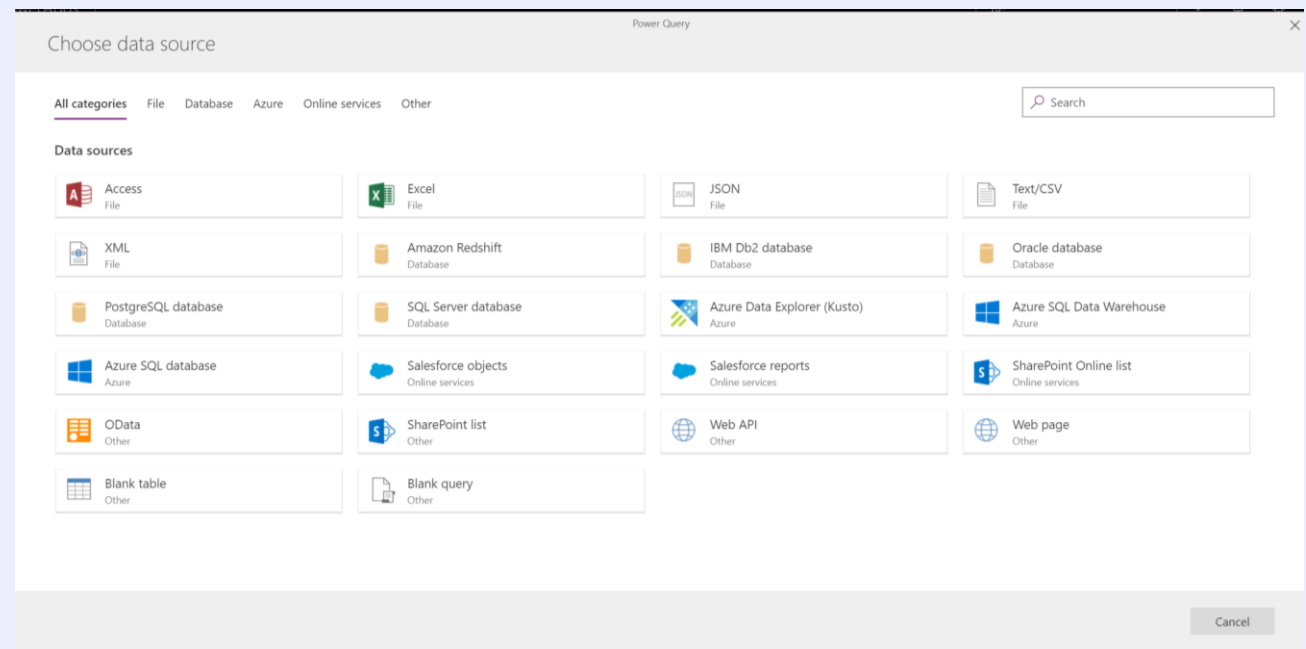 Power Query
Choose data source
All categories File Database Azure Online services Other
Search
Data sources
Access
File
Excel
File
JSON
JSON
File
Text/CSV
File
XML
File
Amazon Redshift
Database
IBM Db2 database
Database
Oracle database
Database
PostgreSQL database
Database
SQL Server database
Database
Azure Data Explorer (Kusto)
Azure
Azure SQL Data Warehouse
Azure
Azure SQL database
Azure
Salesforce objects
Online services
Salesforce reports
Online services
SharePoint Online list
Online services
OData
Other
SharePoint list
Other
Web API
Other
Web page
Other
Blank table
Other
Blank query
Other
Cancel